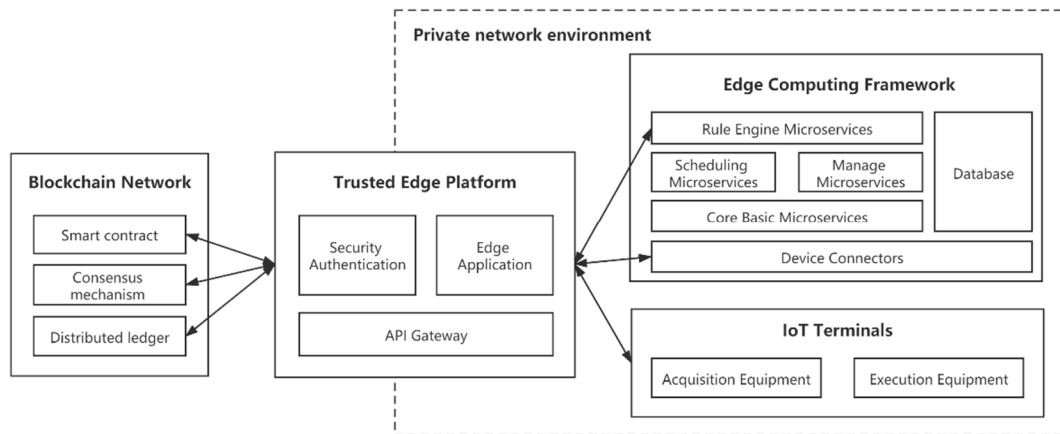 Private network environment
Blockchain Network
Smart contract
Consensus
mechanism
Distributed ledger
Trusted Edge Platform
Security
Authentication
Edge
Application
API Gateway
Edge Computing Framework
Rule Engine Microservices
Scheduling
Microservices
Manage
Microservices
Core Basic Microservices
Database
Device Connectors
IoT Terminals
Acquisition Equipment
Execution Equipment